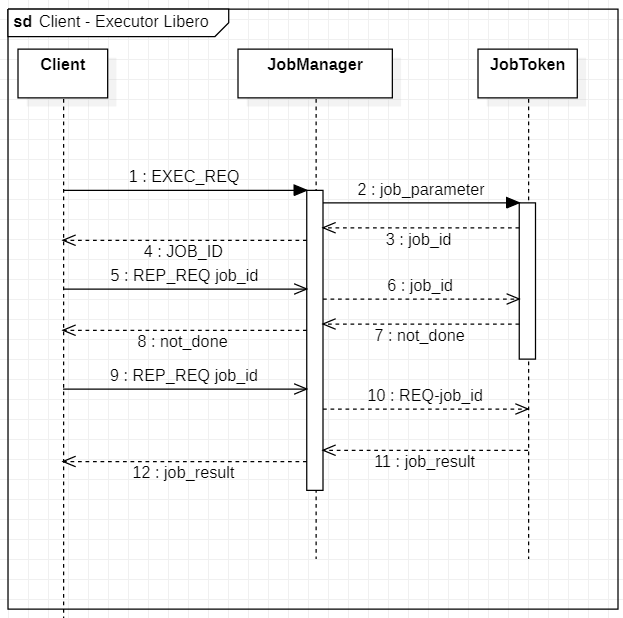 sd Client - Executor Libero
Client
JobManager
JobToken
1 : EXEC_REQ
2 : job_parameter
3 : job_id
4 : JOB_ID
5 : REP_REQ job_id
6 : job_id
7 : not_done
8 : not_done
9 : REP_REQ job_id
10 : REQ-job_id
11 : job_result
12 : job_result